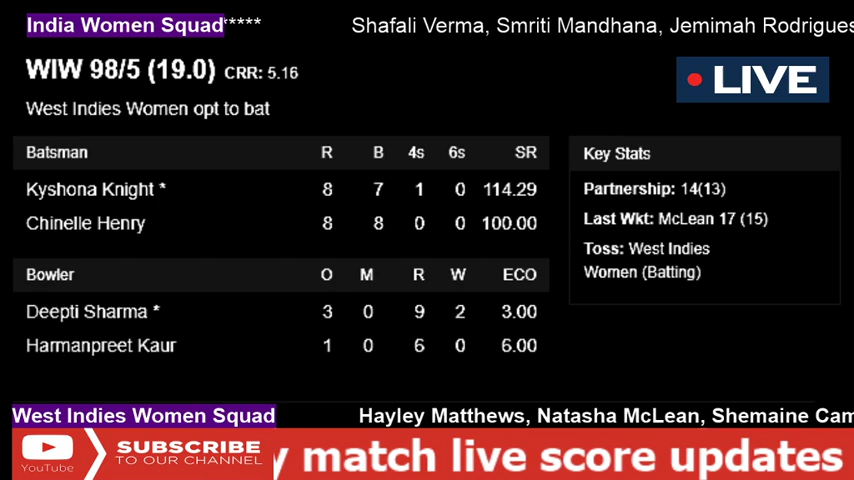 India Women Squad***** Shafali Verma, Smriti Mandhana, Jemimah Rodrigues
WIW 98/5 (19.0) CRR: 5.16
LIVE
West Indies Women opt to bat
Batsman R B 4s 6s SR
Kyshona Knight * 8 7 1 0 114.29
Chinelle Henry 8 8 0 0 100.00
Bowler O M R W ECO
Deepti Sharma * 3 0 9 2 3.00
Harmanpreet Kaur 1 0 6 0 6.00
Key Stats
Partnership: 14(13)
Last Wkt: McLean 17 (15)
Toss: West Indies
Women (Batting)
West Indies Women Squad Hayley Matthews, Natasha McLean, Shemaine Cam
YouTube
SUBSCRIBE
TO OUR CHANNEL
y match live score updates